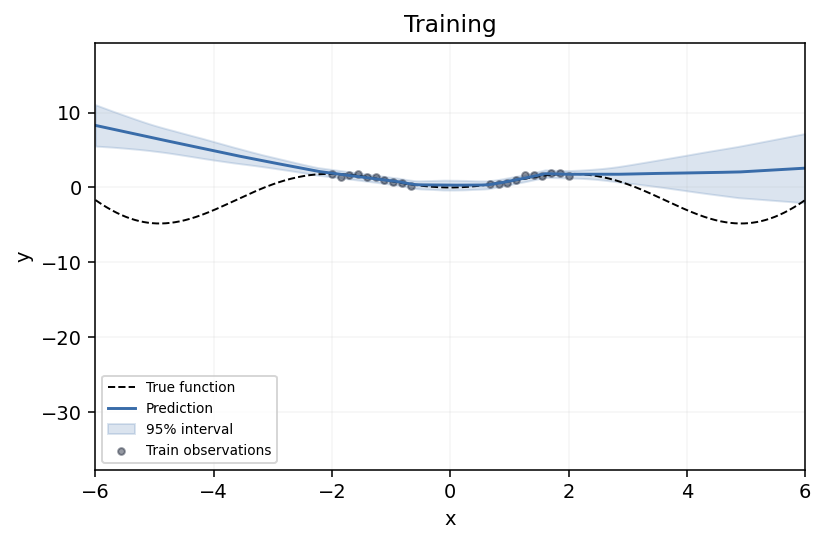 Training
y
10
0
−10
−20
−30
True function
Prediction
95% interval
Train observations
−6 −4 −2 0 2 4 6
x